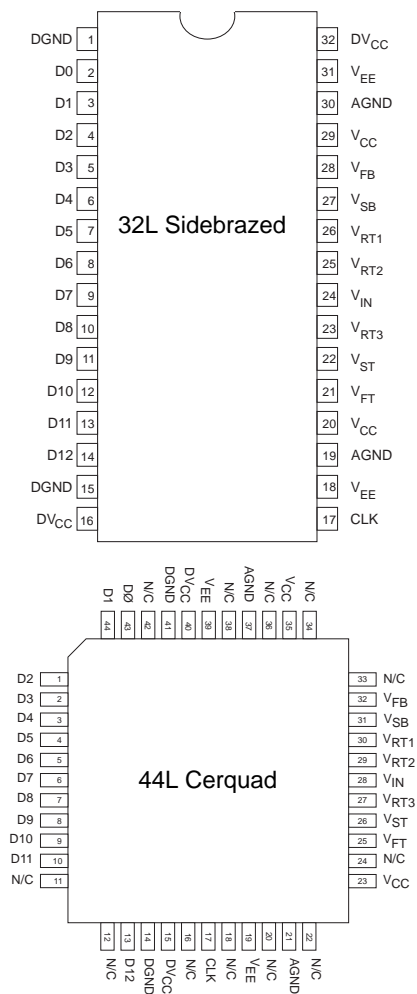 DGND 1 32 DVCC
D0 2 31 VEE
D1 3 30 AGND
D2 4 29 VCC
D3 5 28 VFB
D4 6 27 VSB
32L Sidebrazed
D5 7 26 VRT1
D6 8 25 VRT2
D7 9 24 VIN
D8 10 23 VRT3
D9 11 22 VST
D10 12 21 VFT
D11 13 20 VCC
D12 14 19 AGND
DGND 15 18 VEE
DVCC 16 17 CLK
D1 DØ N/C DGND DVCC VEE N/C AGND N/C VCC N/C
44 43 42 41 40 39 38 37 36 35 34
D2 1 33 N/C
D3 2 32 VFB
D4 3 31 VSB
D5 4 30 VRT1
D6 5 29 VRT2
D7 6 28 VIN
44L Cerquad
D8 7 27 VRT3
D9 8 26 VST
D10 9 25 VFT
D11 10 24 N/C
N/C 11 23 VCC
12 13 14 15 16 17 18 19 20 21 22
N/C D12 DGND DVCC N/C CLK N/C VEE N/C AGND N/C